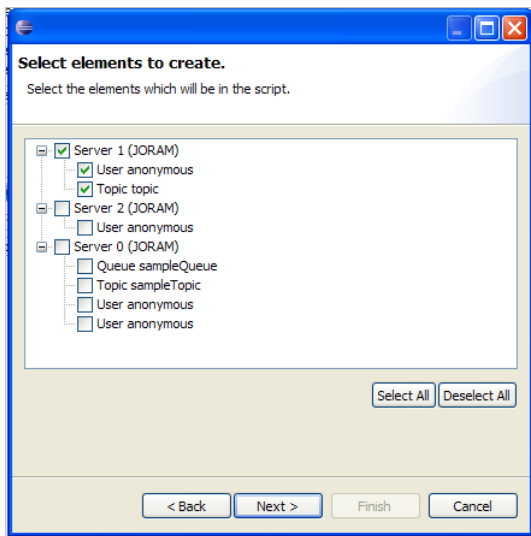 Select elements to create.
Select the elements which will be in the script.
Server 1 (JORAM)
User anonymous
Topic topic
Server 2 (JORAM)
User anonymous
Server 0 (JORAM)
Queue sampleQueue
Topic sampleTopic
User anonymous
User anonymous
Select All Deselect All
< Back Next > Finish Cancel